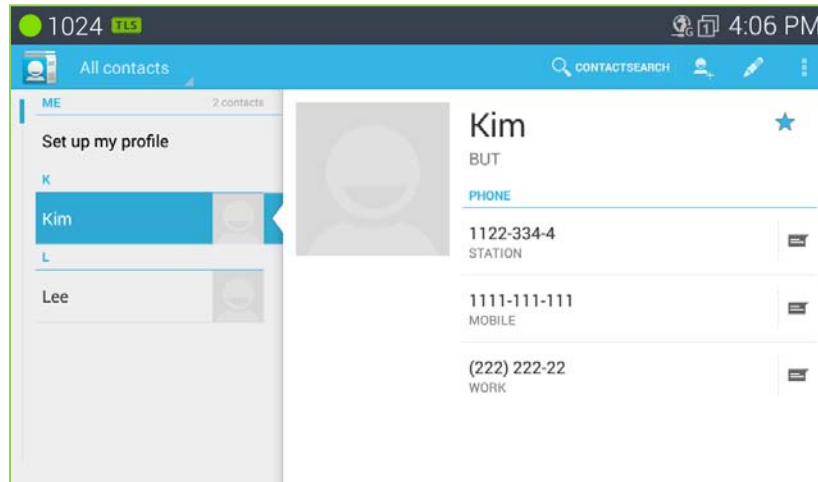 1024 TLS G 1 4:06 PM
All contacts CONTACTSEARCH
ME 2 contacts
Set up my profile
K
Kim
L
Lee
Kim
BUT
PHONE
1122-334-4
STATION
1111-111-111
MOBILE
(222) 222-22
WORK